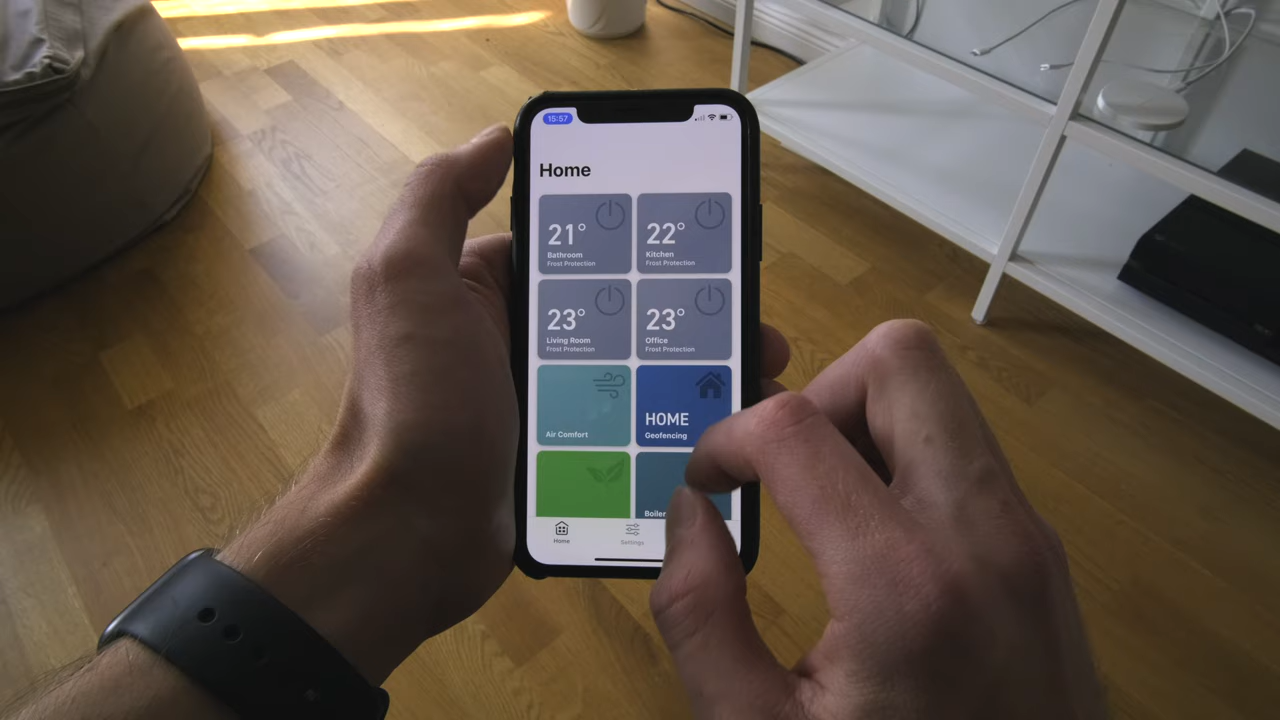 15:57
Home
21°
Bathroom
Frost Protection
22°
Kitchen
Frost Protection
23°
Living Room
Frost Protection
23°
Office
Frost Protection
Air Comfort
HOME
Geofencing
Boiler
Home
Settings